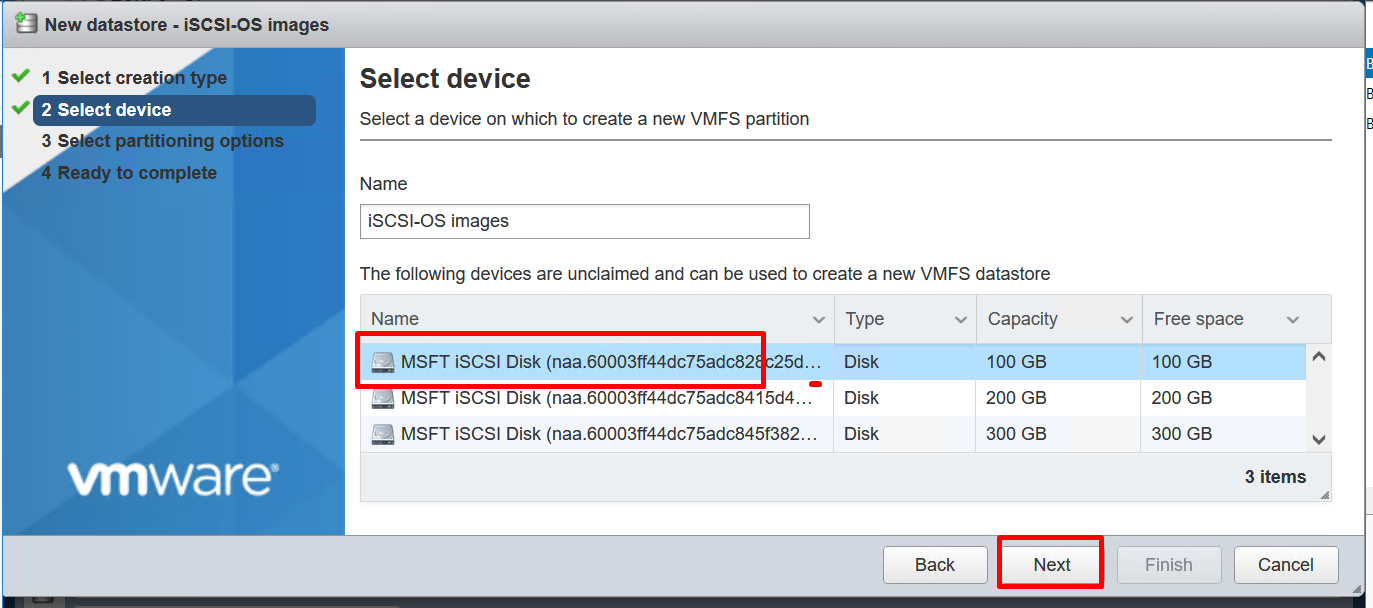 New datastore - iSCSI-OS images
1 Select creation type
2 Select device
3 Select partitioning options
4 Ready to complete
vmware®
Select device
Select a device on which to create a new VMFS partition
Name
iSCSI-OS images
The following devices are unclaimed and can be used to create a new VMFS datastore
Name Type Capacity Free space
MSFT iSCSI Disk (naa.60003ff44dc75adc828c25d... Disk 100 GB 100 GB
MSFT iSCSI Disk (naa.60003ff44dc75adc8415d4... Disk 200 GB 200 GB
MSFT iSCSI Disk (naa.60003ff44dc75adc845f382... Disk 300 GB 300 GB
3 items
Back Next Finish Cancel